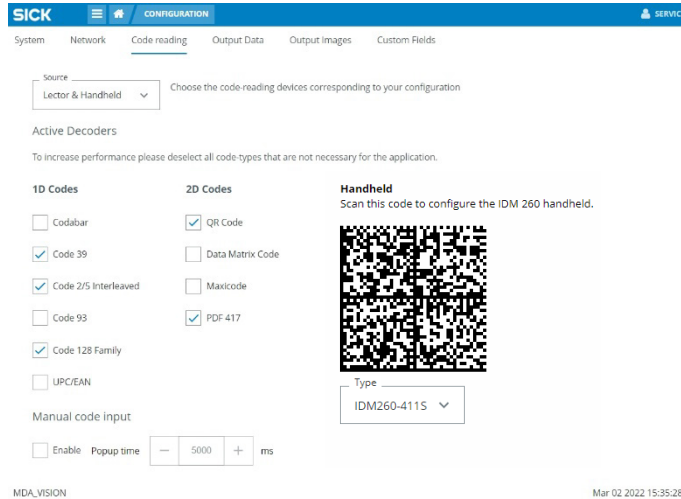 SICK
CONFIGURATION
SERVIC
System Network Code reading Output Data Output Images Custom Fields
Source
Lector & Handheld
Choose the code-reading devices corresponding to your configuration
Active Decoders
To increase performance please deselect all code-types that are not necessary for the application.
1D Codes
Codabar
Code 39
Code 2/5 Interleaved
Code 93
Code 128 Family
UPC/EAN
2D Codes
QR Code
Data Matrix Code
Maxicode
PDF 417
Handheld
Scan this code to configure the IDM 260 handheld.
Type
IDM260-411S
Manual code input
Enable Popup time — 5000 + ms
MDA_VISION
Mar 02 2022 15:35:28